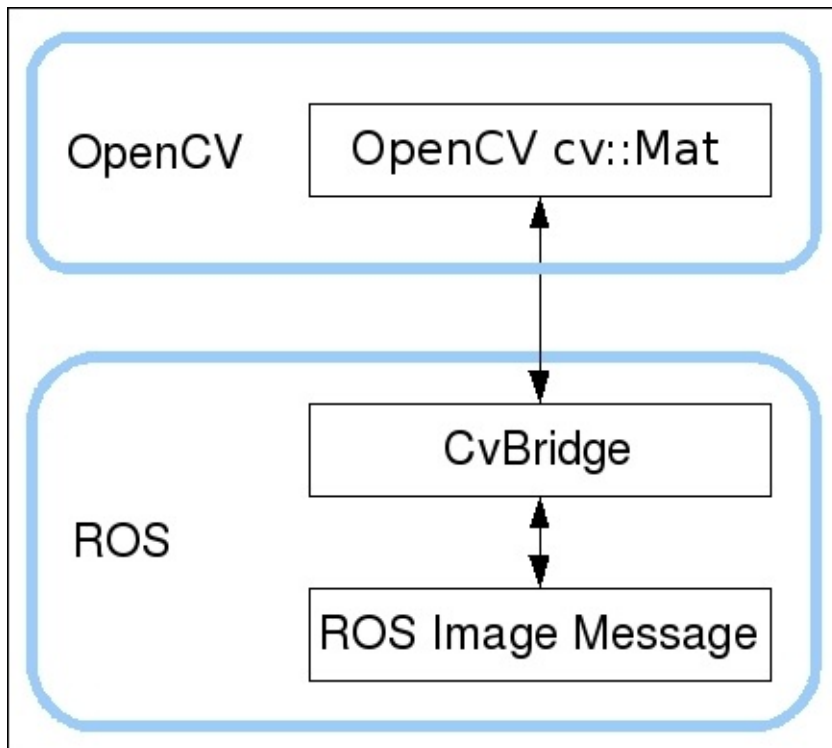 OpenCV
OpenCV cv::Mat
CvBridge
ROS
ROS Image Message